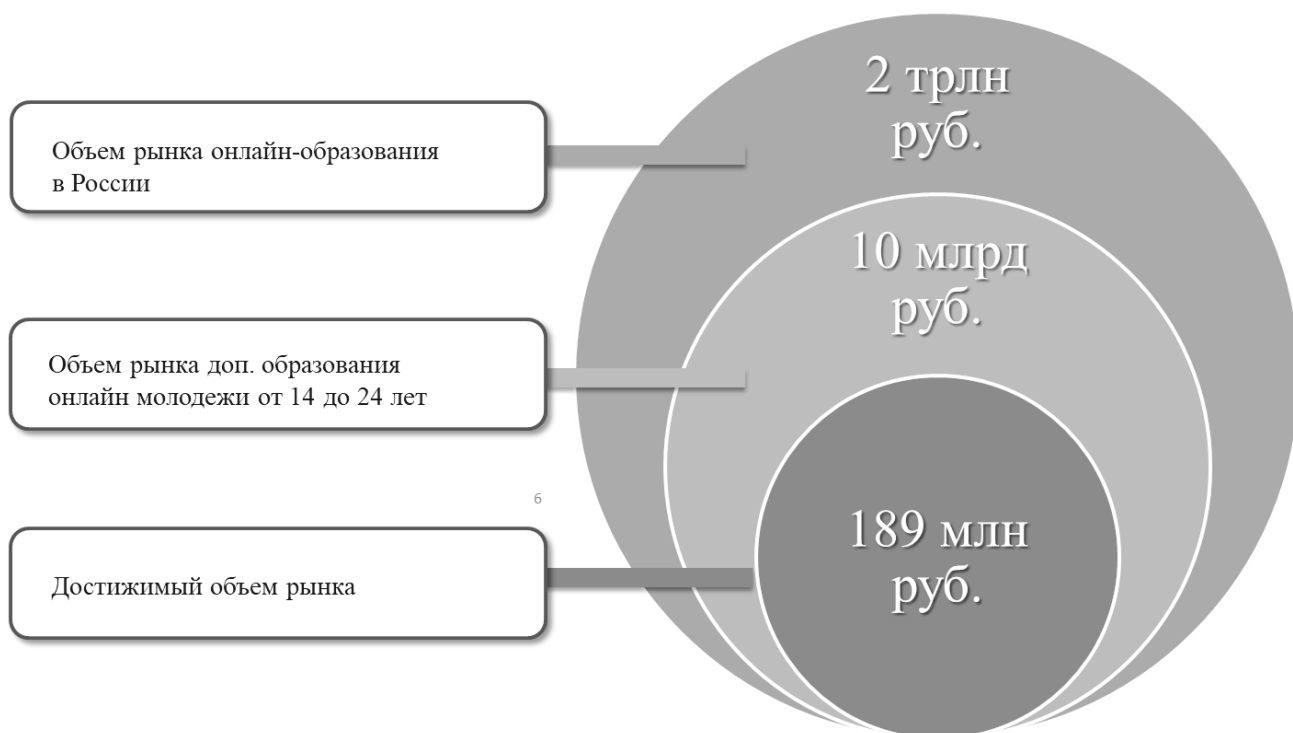 2 трлн
руб.
Объем рынка онлайн-образования
в России
10 млрд
руб.
Объем рынка доп. образования
онлайн молодежи от 14 до 24 лет
6
189 млн
руб.
Достижимый объем рынка